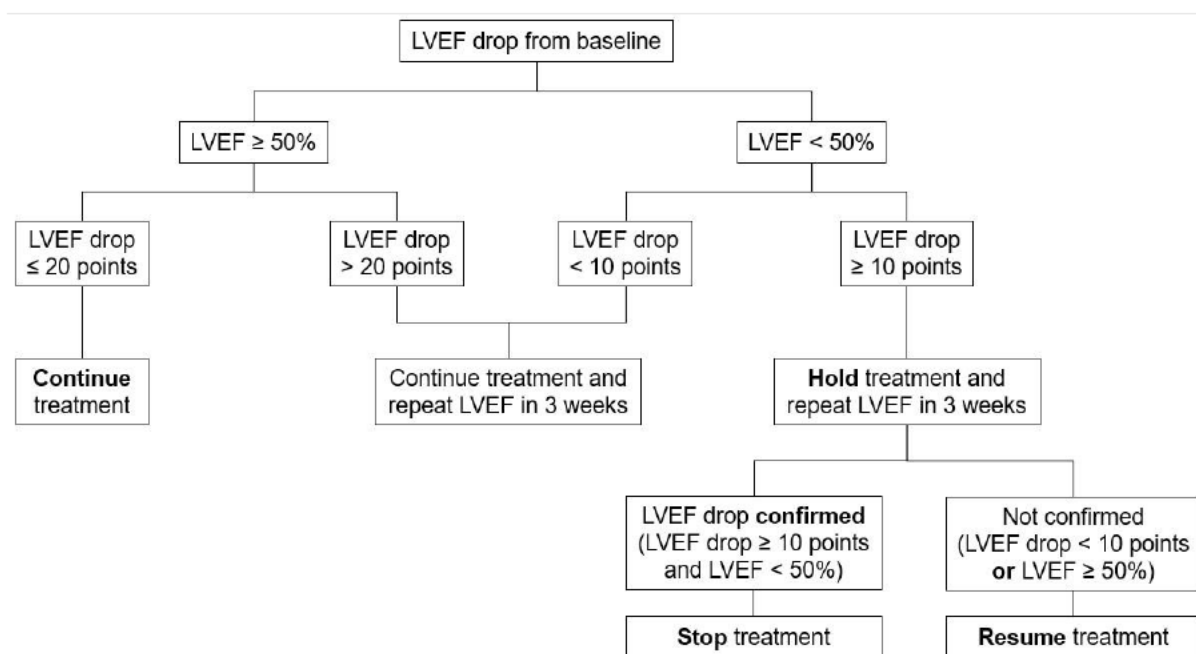 LVEF drop from baseline
LVEF ≥ 50%
LVEF < 50%
LVEF drop
≤ 20 points
LVEF drop
> 20 points
LVEF drop
< 10 points
LVEF drop
≥ 10 points
Continue
treatment
Continue treatment and
repeat LVEF in 3 weeks
Hold treatment and
repeat LVEF in 3 weeks
LVEF drop confirmed
(LVEF drop ≥ 10 points
and LVEF < 50%)
Not confirmed
(LVEF drop < 10 points
or LVEF ≥ 50%)
Stop treatment
Resume treatment